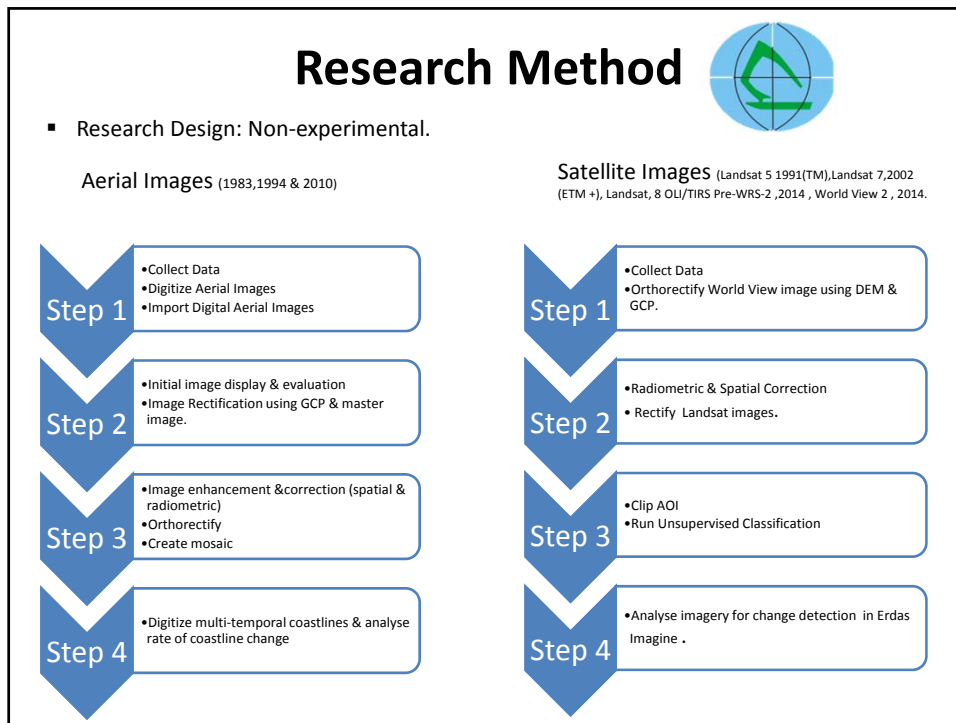 Research Method
▪ Research Design: Non-experimental.
Aerial Images (1983,1994 & 2010)
Step 1
•Collect Data
•Digitize Aerial Images
•Import Digital Aerial Images
Step 2
•Initial image display & evaluation
•Image Rectification using GCP & master
image.
Step 3
•Image enhancement &correction (spatial &
radiometric)
•Orthorectify
•Create mosaic
Step 4
•Digitize multi-temporal coastlines & analyse
rate of coastline change
Satellite Images (Landsat 5 1991(TM),Landsat 7,2002
(ETM +), Landsat, 8 OLI/TIRS Pre-WRS-2 ,2014 , World View 2 , 2014.
Step 1
•Collect Data
•Orthorectify World View image using DEM &
GCP.
Step 2
•Radiometric & Spatial Correction
• Rectify Landsat images.
Step 3
•Clip AOI
•Run Unsupervised Classification
Step 4
•Analyse imagery for change detection in Erdas
Imagine .